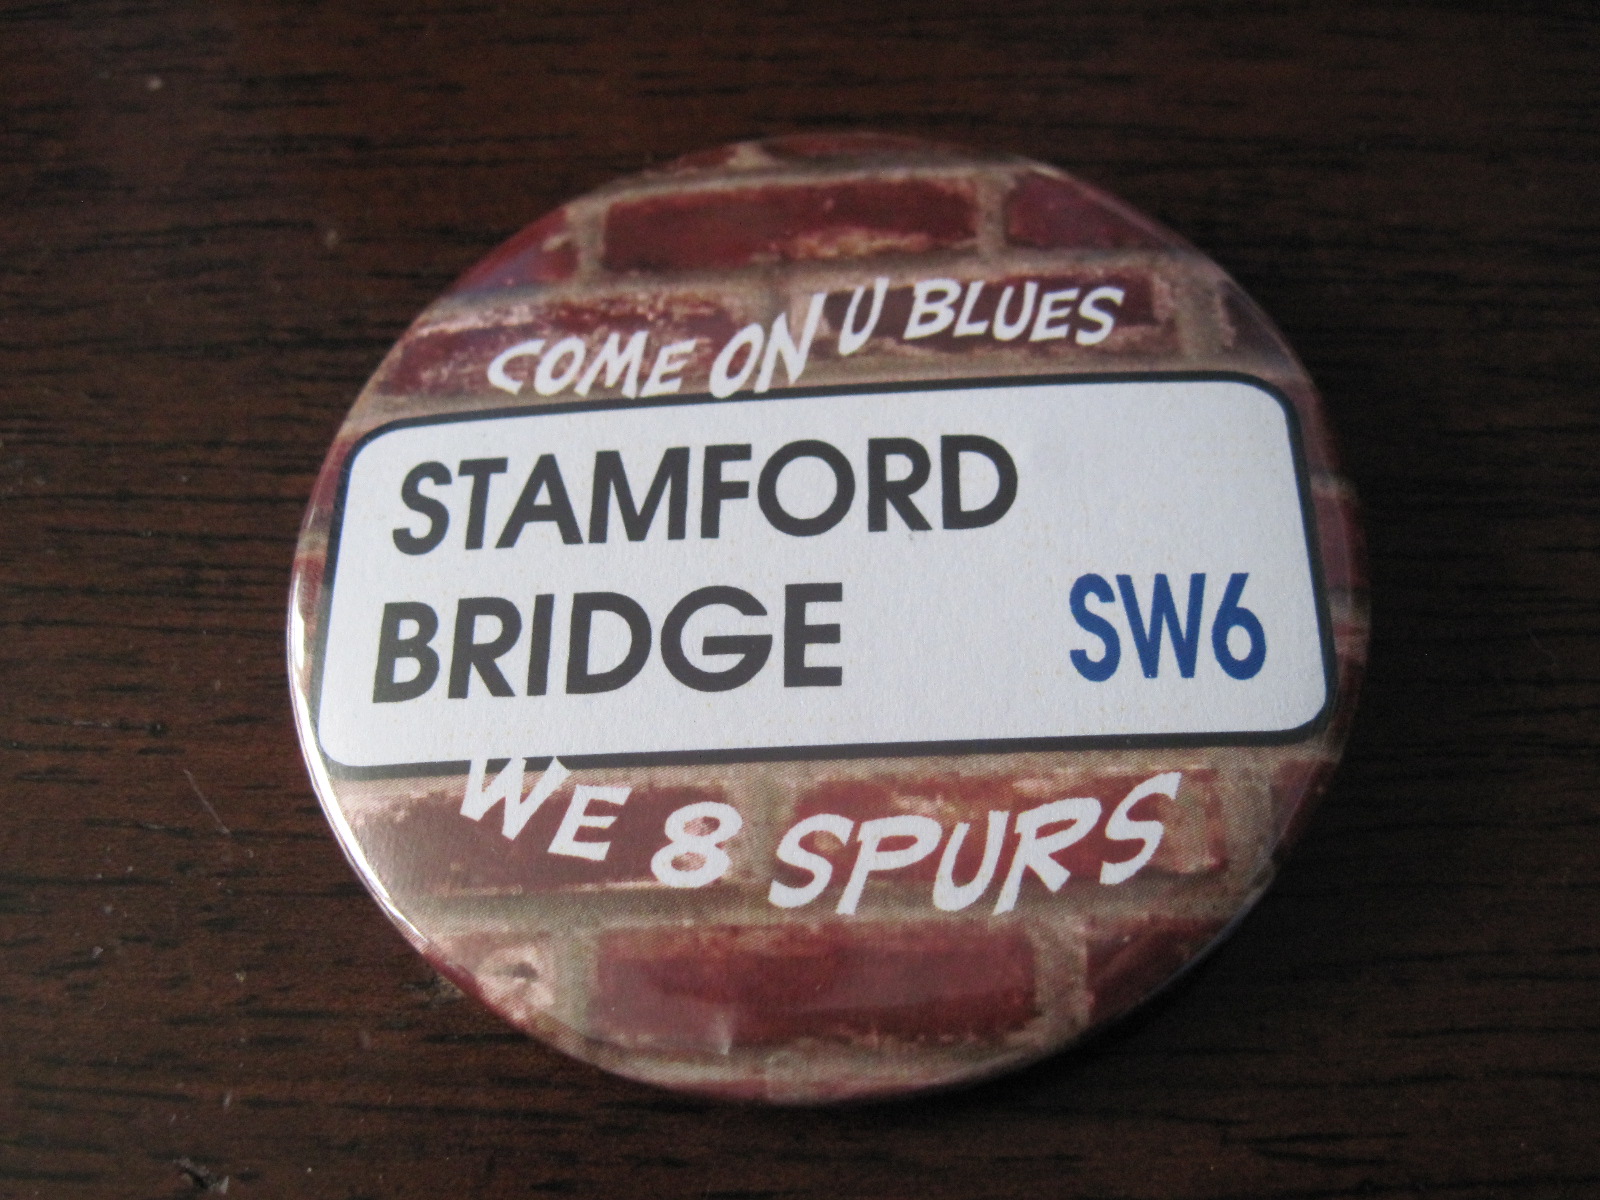 COME ON U BLUES
STAMFORD
BRIDGE SW6
WE 8 SPURS